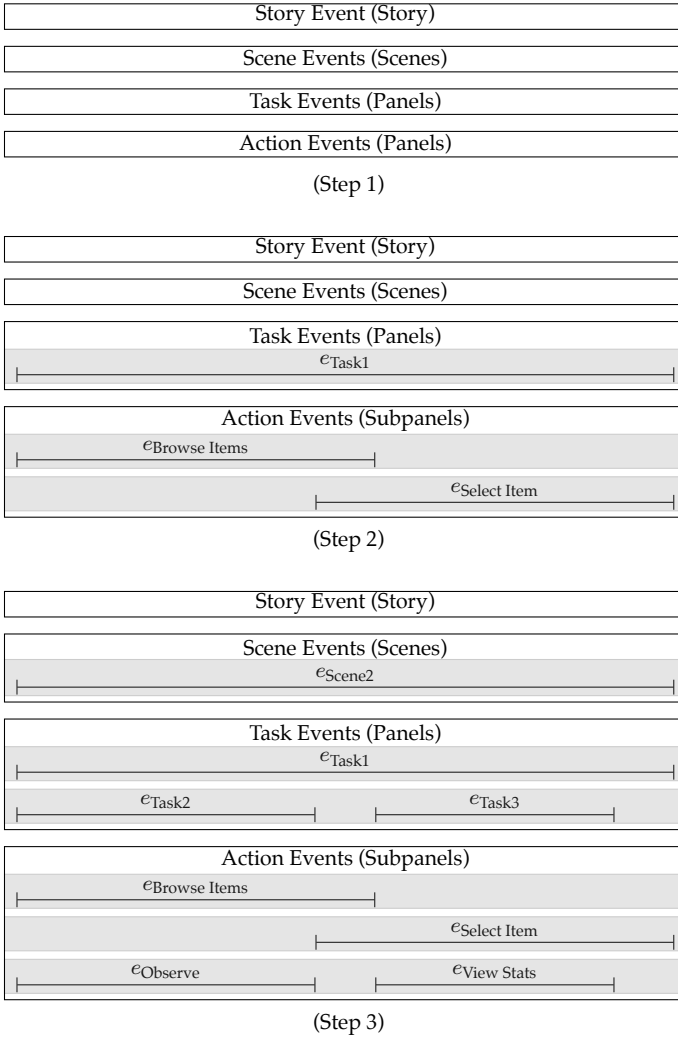 Story Event (Story)
Scene Events (Scenes)
Task Events (Panels)
Action Events (Panels)
(Step 1)
Story Event (Story)
Scene Events (Scenes)
Task Events (Panels)
eTask1
Action Events (Subpanels)
eBrowse Items
eSelect Item
(Step 2)
Story Event (Story)
Scene Events (Scenes)
eScene2
Task Events (Panels)
eTask1
eTask2 eTask3
Action Events (Subpanels)
eBrowse Items
eSelect Item
eObserve eView Stats
(Step 3)